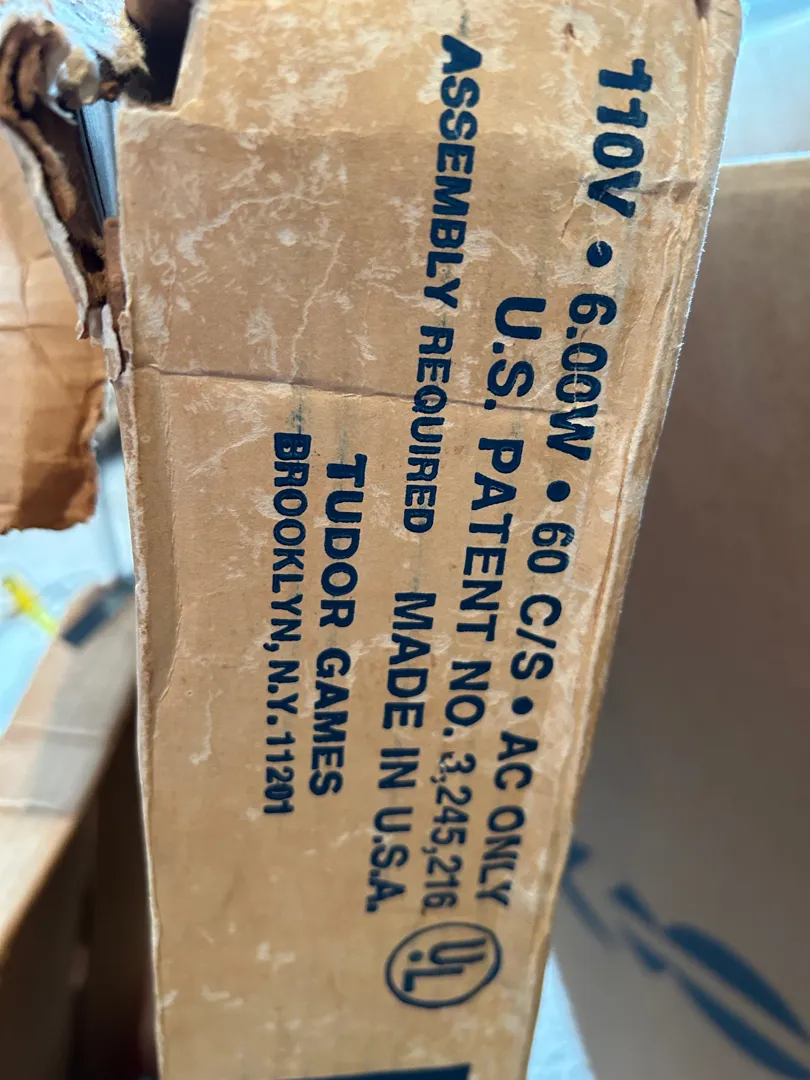 110V • 6.00W • 60 C/S • AC ONLY
U.S. PATENT NO. 3,245,216
UL
ASSEMBLY REQUIRED MADE IN U.S.A.
TUDOR GAMES
BROOKLYN, N.Y. 11201